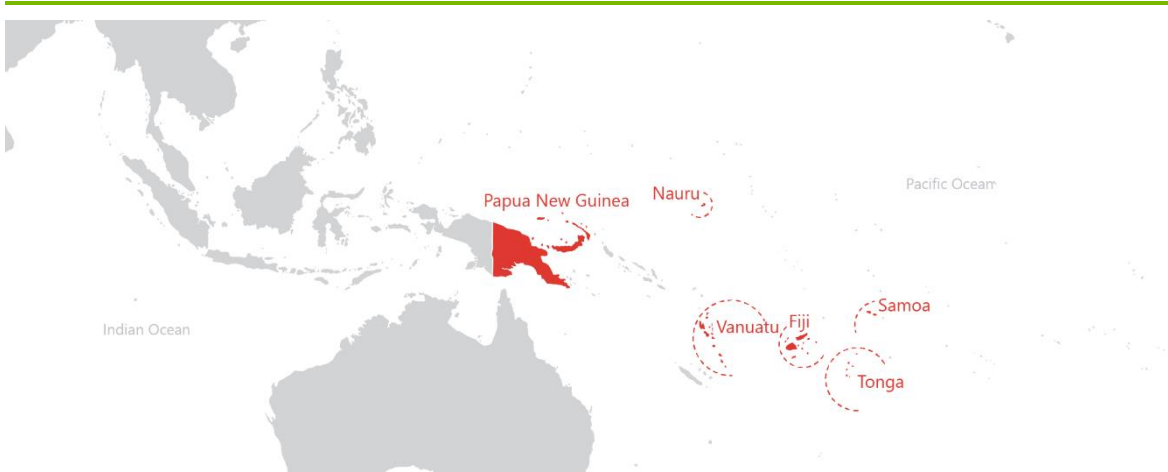 Pacific Ocean
Nauru
Papua New Guinea
Samoa
Fiji
Vanuatu
Indian Ocean
Tonga